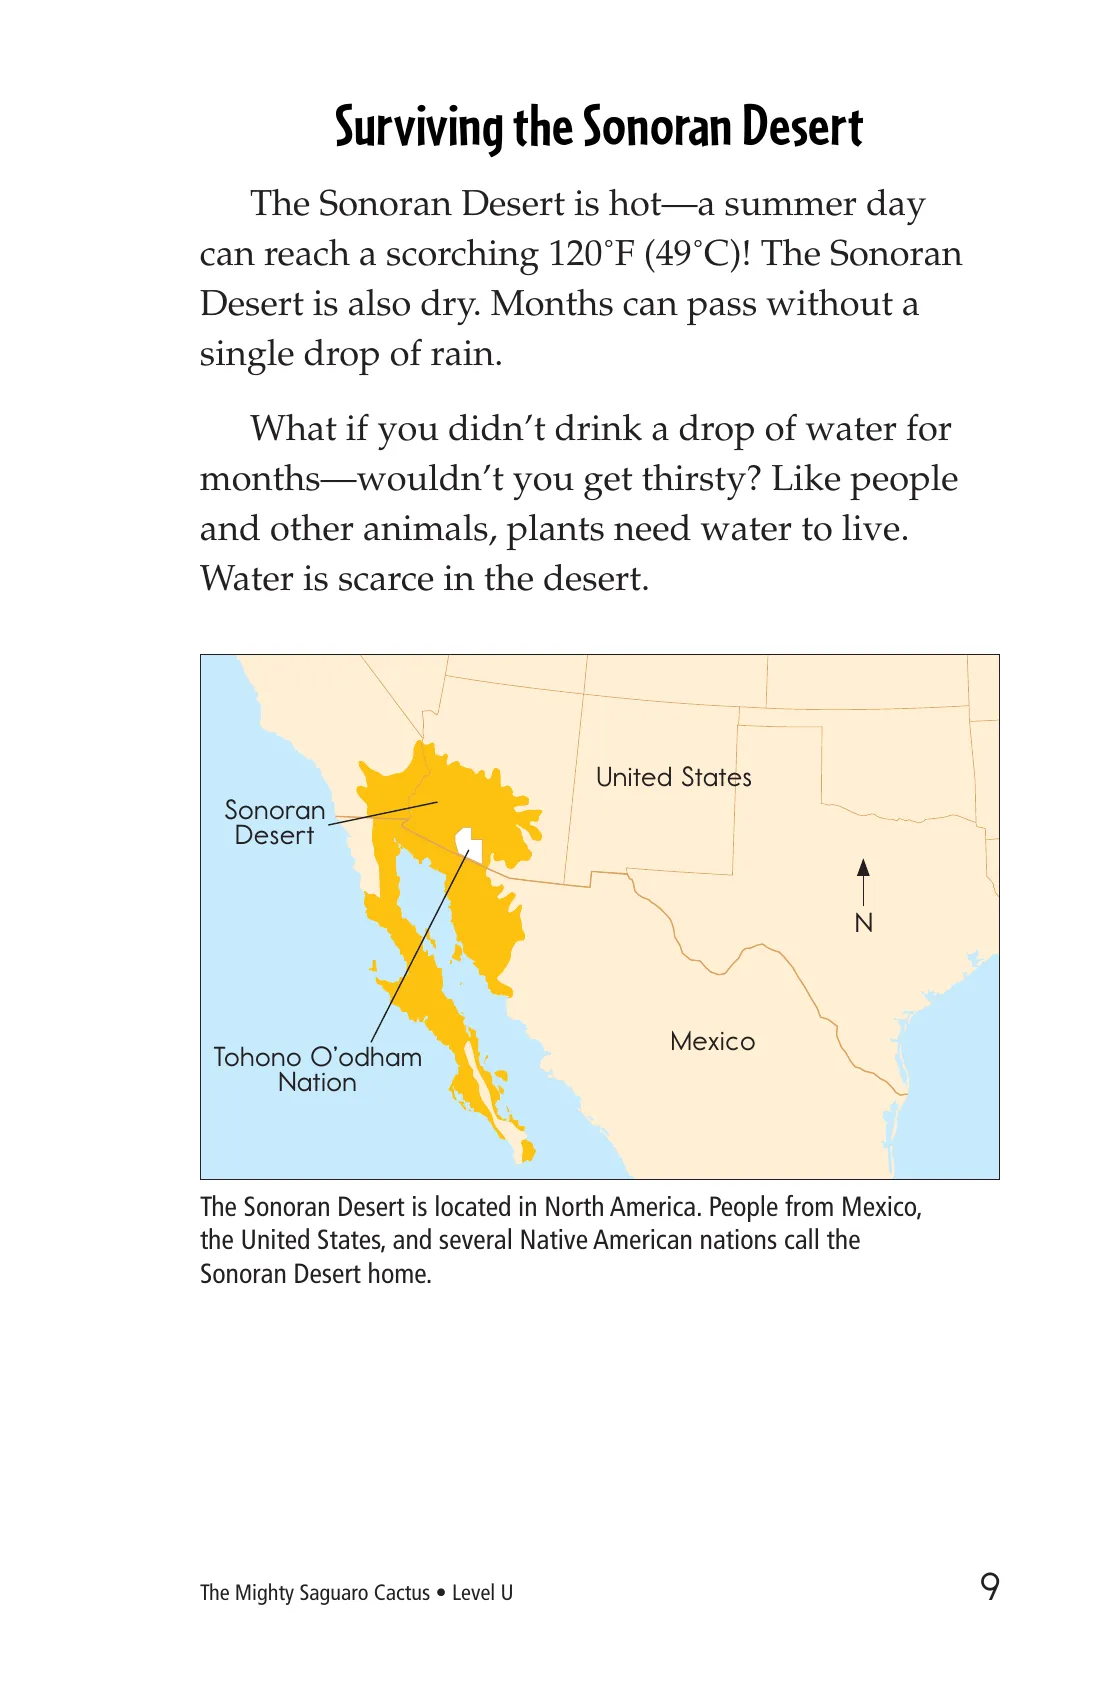 Surviving the Sonoran Desert
The Sonoran Desert is hot—a summer day
can reach a scorching 120˚F (49˚C)! The Sonoran
Desert is also dry. Months can pass without a
single drop of rain.
What if you didn’t drink a drop of water for
months—wouldn’t you get thirsty? Like people
and other animals, plants need water to live.
Water is scarce in the desert.
United States
Sonoran
Desert
N
Mexico
Tohono O’odham
Nation
The Sonoran Desert is located in North America. People from Mexico,
the United States, and several Native American nations call the
Sonoran Desert home.
The Mighty Saguaro Cactus • Level U
9